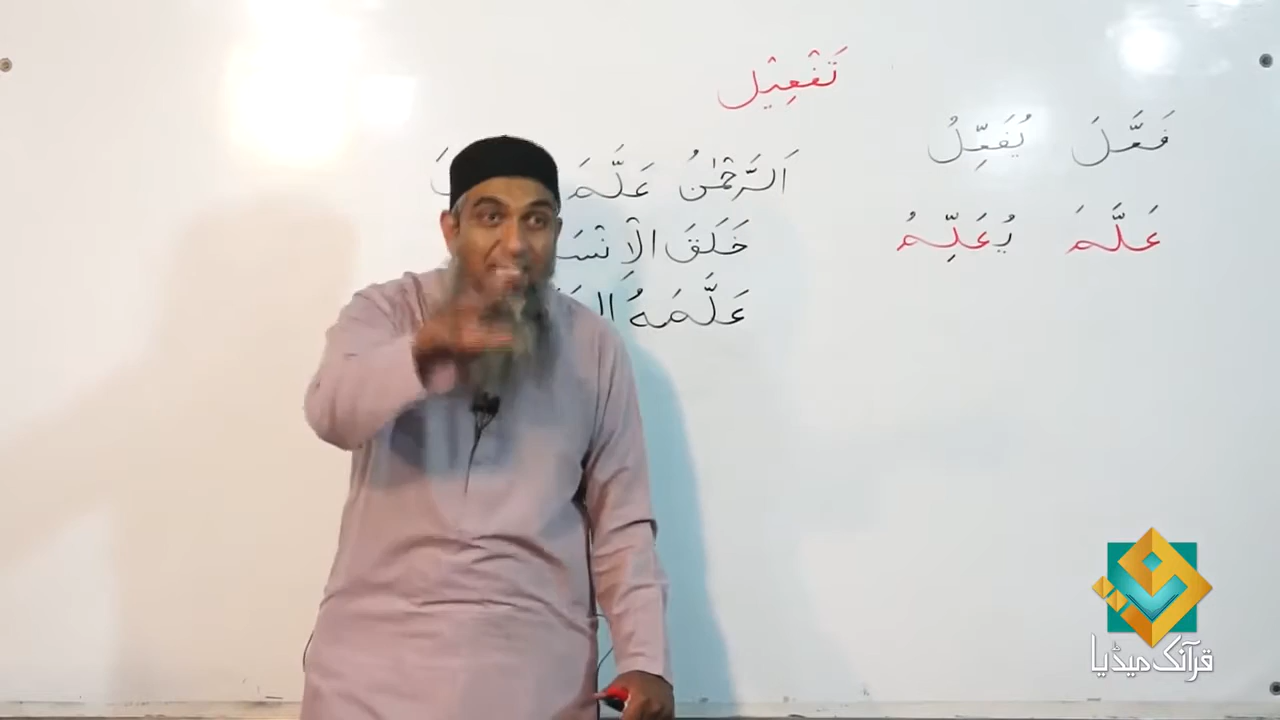 تَفْعِيْل
فَعَّلَ يُفَعِّلُ
عَلَّمَ يُعَلِّمُ
اَلرَّحْمٰنُ عَلَّمَ
خَلَقَ الْاِنْسَ
عَلَّمَهُ
قرآنک میڈیا